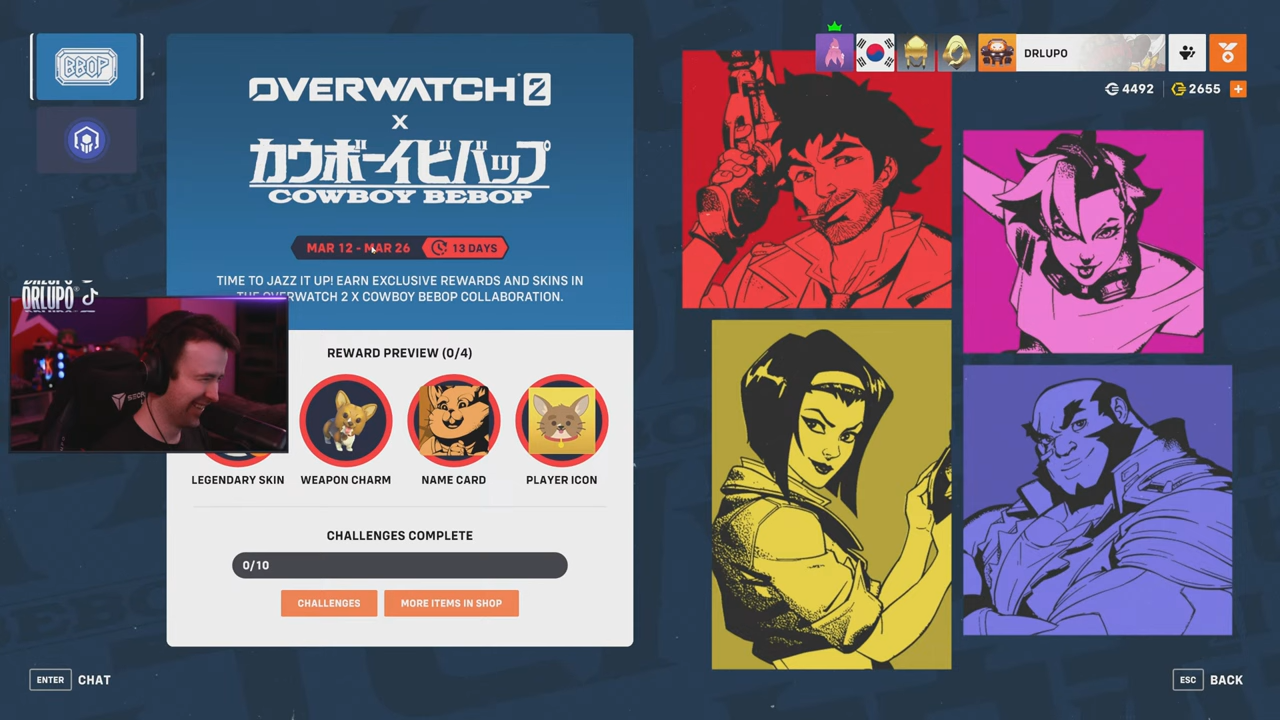 BBOP
DRLUPO
4492
2655
OVERWATCH 2
X
カウボーイビバップ
COWBOY BEBOP
MAR 12 - MAR 26
13 DAYS
TIME TO JAZZ IT UP! EARN EXCLUSIVE REWARDS AND SKINS IN
THE OVERWATCH 2 X COWBOY BEBOP COLLABORATION.
DRLUPO
REWARD PREVIEW (0/4)
LEGENDARY SKIN
WEAPON CHARM
NAME CARD
PLAYER ICON
CHALLENGES COMPLETE
0/10
CHALLENGES
MORE ITEMS IN SHOP
ENTER CHAT
ESC BACK